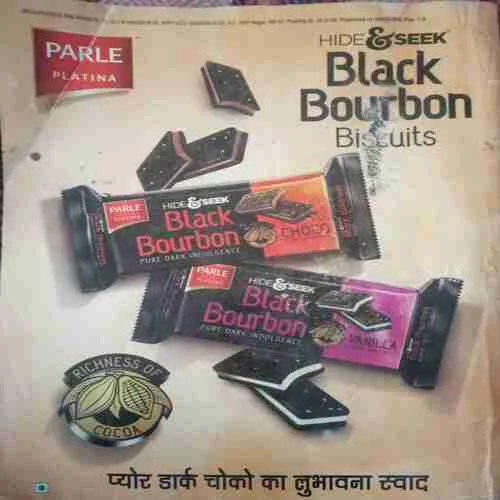 PARLE
PLATINA
HIDE & SEEK
Black
Bourbon
Biscuits
PARLE
PLATINA
HIDE & SEEK
Black
Bourbon
PURE DARK INDULGENCE
CHOCO
PARLE
HIDE & SEEK
Black
Bourbon
PURE DARK INDULGENCE
VANILLA
RICHNESS OF
COCOA
प्योर डार्क चोको का लुभावना स्वाद